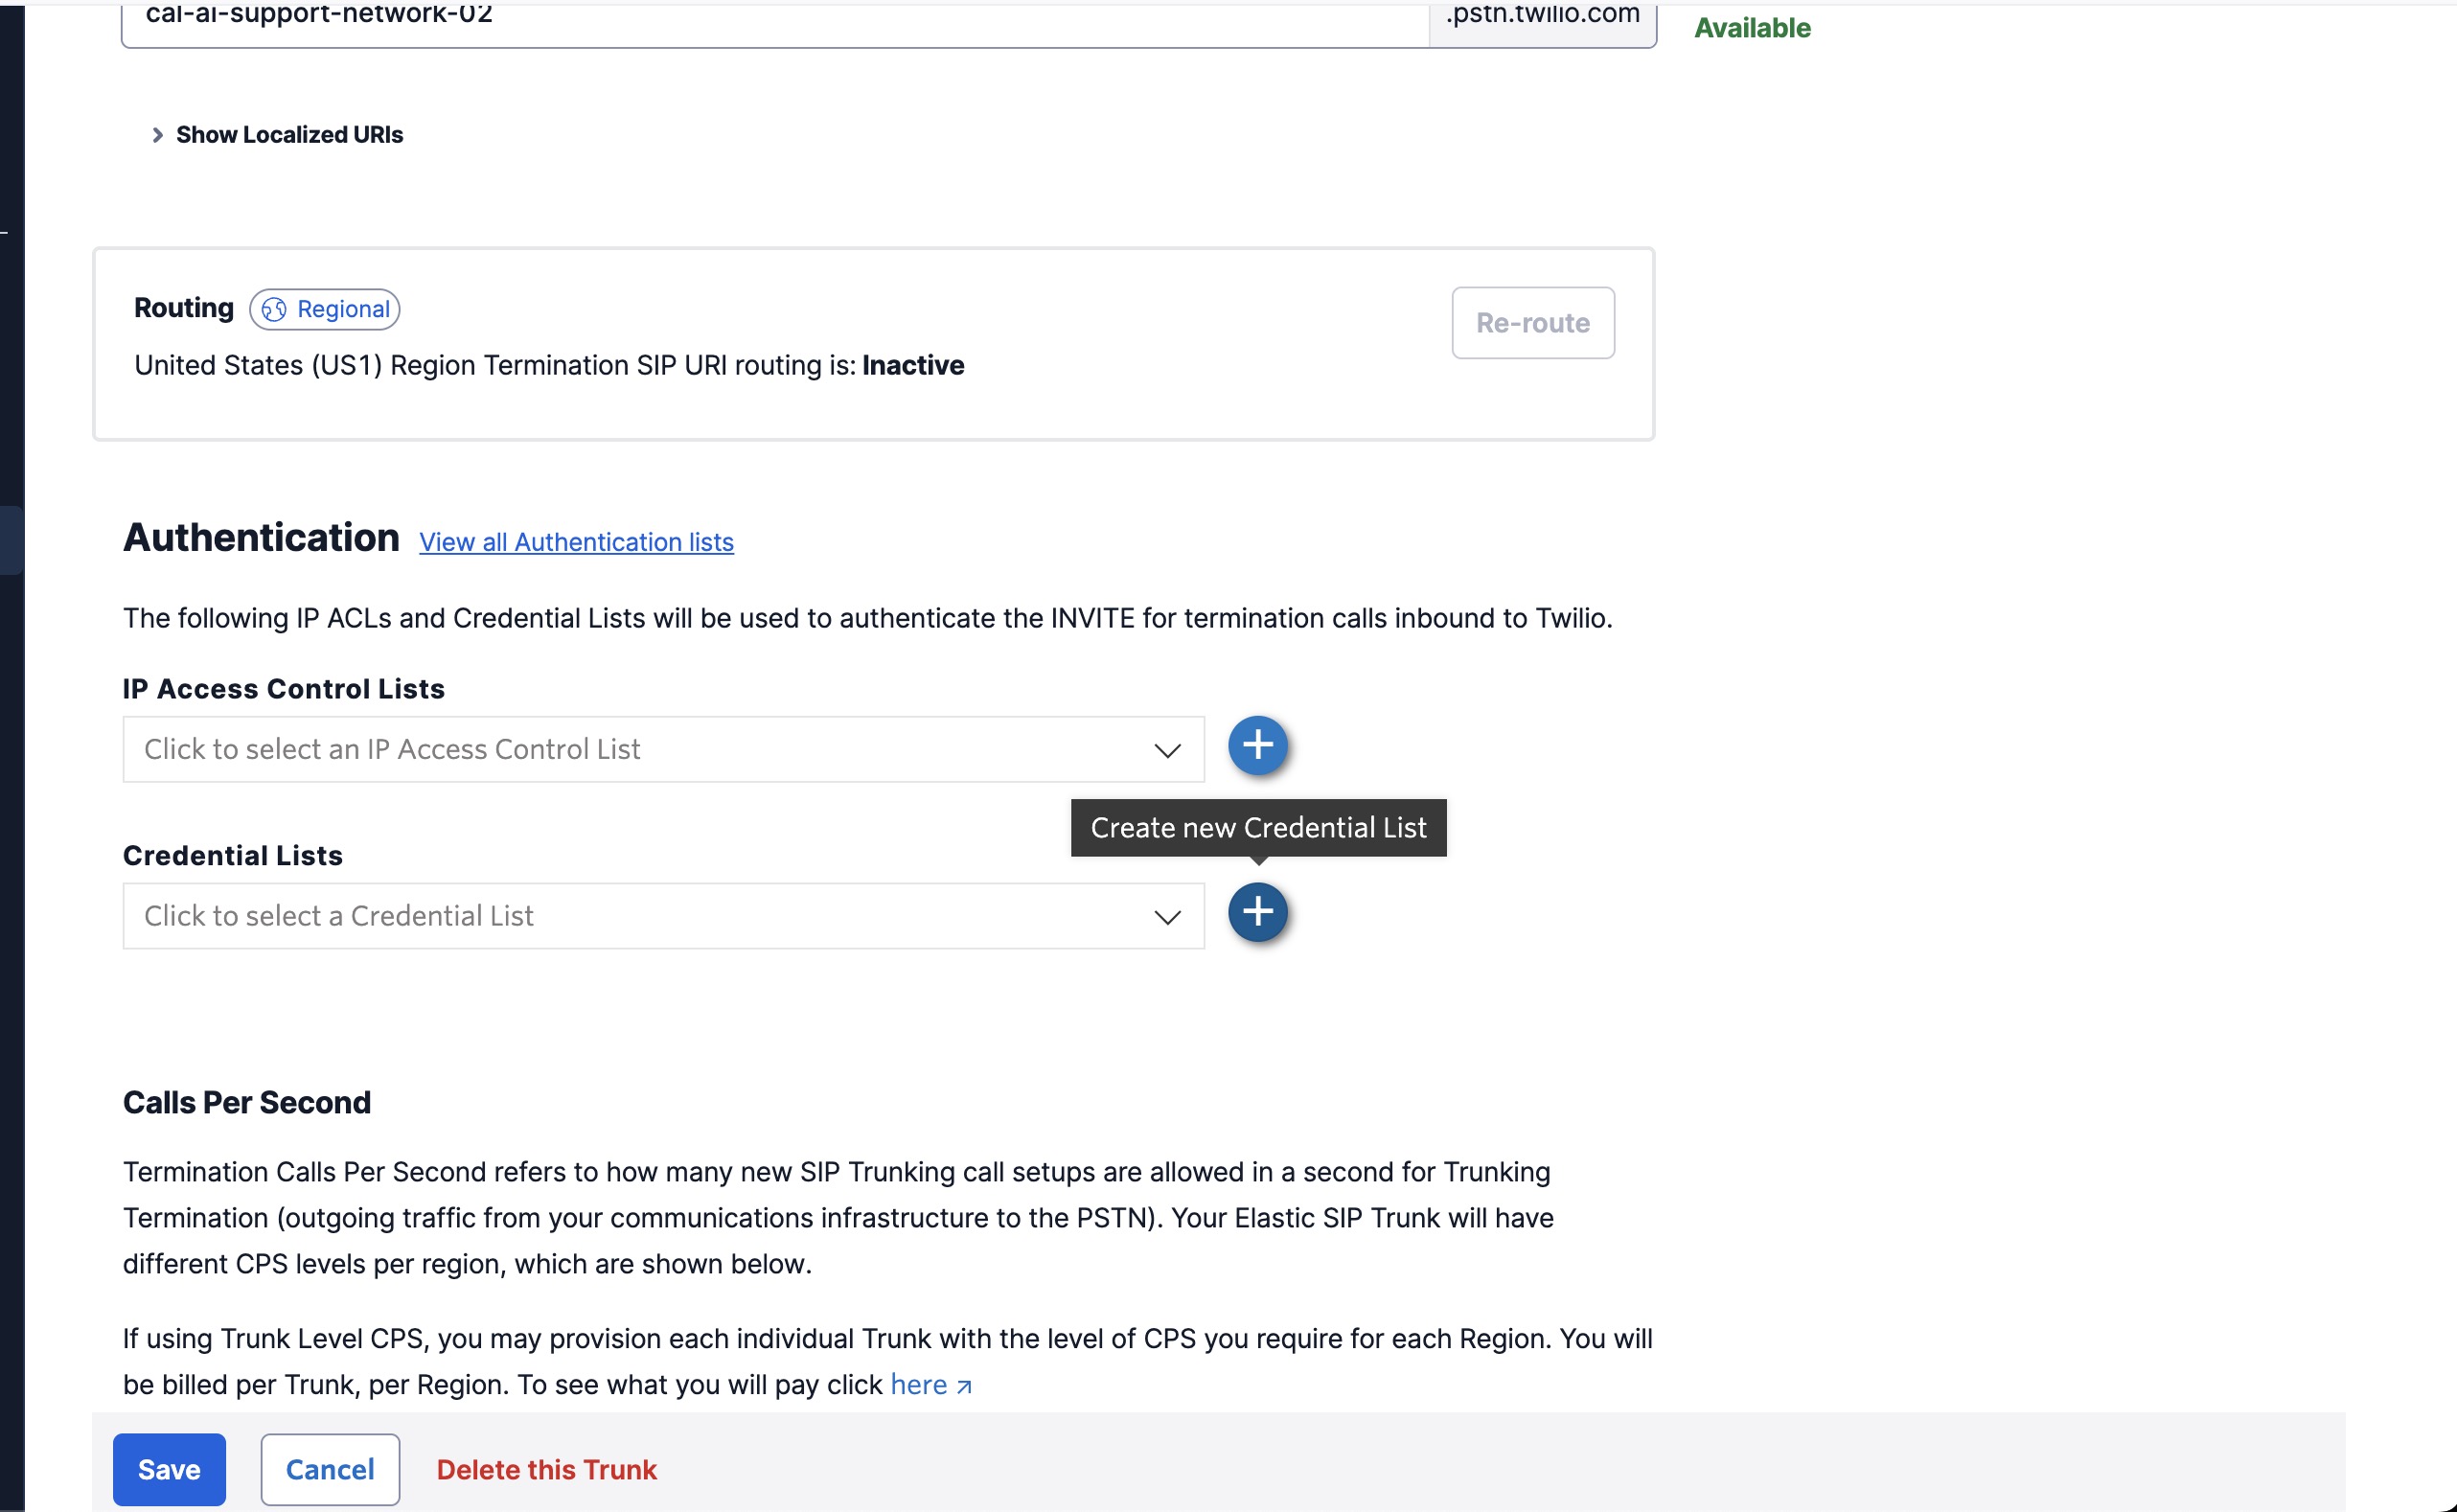 cal-ai-support-network-02
.pstn.twilio.com
Available
Show Localized URIs
Routing
Regional
Re-route
United States (US1) Region Termination SIP URI routing is: Inactive
Authentication
View all Authentication lists
The following IP ACLs and Credential Lists will be used to authenticate the INVITE for termination calls inbound to Twilio.
IP Access Control Lists
Click to select an IP Access Control List
Create new Credential List
Credential Lists
Click to select a Credential List
Calls Per Second
Termination Calls Per Second refers to how many new SIP Trunking call setups are allowed in a second for Trunking
Termination (outgoing traffic from your communications infrastructure to the PSTN). Your Elastic SIP Trunk will have
different CPS levels per region, which are shown below.
If using Trunk Level CPS, you may provision each individual Trunk with the level of CPS you require for each Region. You will
be billed per Trunk, per Region. To see what you will pay click here
Save
Cancel
Delete this Trunk